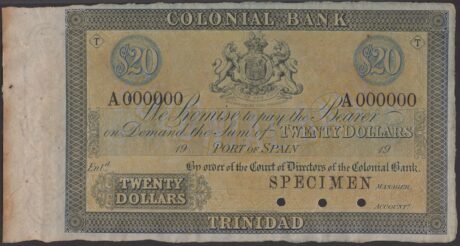 COLONIAL BANK
T T
$20 $20
A 000000 A 000000
We Promise to pay the Bearer
on Demand the Sum of TWENTY DOLLARS
19 PORT OF SPAIN 19
Ent.d By order of the Court of Directors of the Colonial Bank.
TWENTY DOLLARS
SPECIMEN MANAGER.
ACCOUNT.T
TRINIDAD